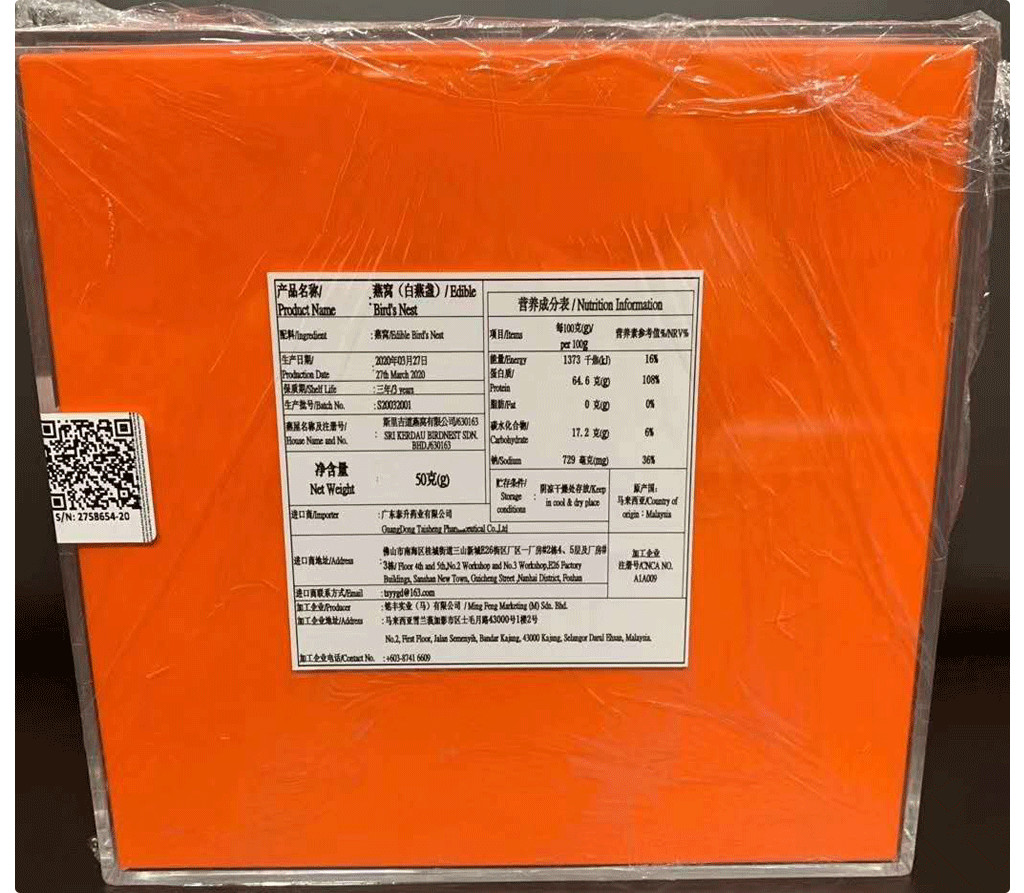 产品名称/
Product Name
: 燕窝（白燕盏）/ Edible
Bird's Nest
配料/Ingredient : 燕窝/Edible Bird's Nest
生产日期/
Production Date
: 2020年03月27日
27th March 2020
保质期/Shelf Life : 三年/3 years
生产批号/Batch No. : S20032001
燕屋名称及注册号/
House Name and No.
: 斯里吉道燕窝有限公司/630163
SRI KERDAU BIRDNEST SDN.
BHD./630163
净含量
Net Weight
: 50克(g)
营养成分表 / Nutrition Information
项目/Items 每100克(g)/ per 100g 营养素参考值%/NRV%
能量/Energy 1373 千焦(kJ) 16%
蛋白质/
Protein 64.6 克(g) 108%
脂肪/Fat 0 克(g) 0%
碳水化合物/
Carbohydrate 17.2 克(g) 6%
钠/Sodium 729 毫克(mg) 36%
贮存条件/
Storage
conditions
: 阴凉干燥处存放/Keep
in cool & dry place
原产国:
马来西亚/Country of
origin : Malaysia
进口商/Importer : 广东泰升药业有限公司
GuangDong Taisheng Co.,Ltd
进口商地址/Address : 佛山市南海区桂城街道三山新城E26街区厂区一厂房#2栋4、5层及厂房#
3栋/ Floor 4th and 5th,No.2 Workshop and No.3 Workshop,E26 Factory
Buildings, Sanshan New Town, Guicheng Street ,Nanhai District, Foshan
加工企业
注册号/CNCA NO.
A1A009
进口商联系方式/Email : tsyygd@163.com
加工企业/Producer : 铭丰实业（马）有限公司 / Ming Feng Marketing (M) Sdn. Bhd.
加工企业地址/Address : 马来西亚雪兰莪加影市区士毛月路43000号1楼2号
No.2, First Floor, Jalan Semenyih, Bandar Kajang, 43000 Kajang, Selangor Darul Ehsan, Malaysia.
加工企业电话/Contact No. : +603-8741 6609
S/N: 2758654-20